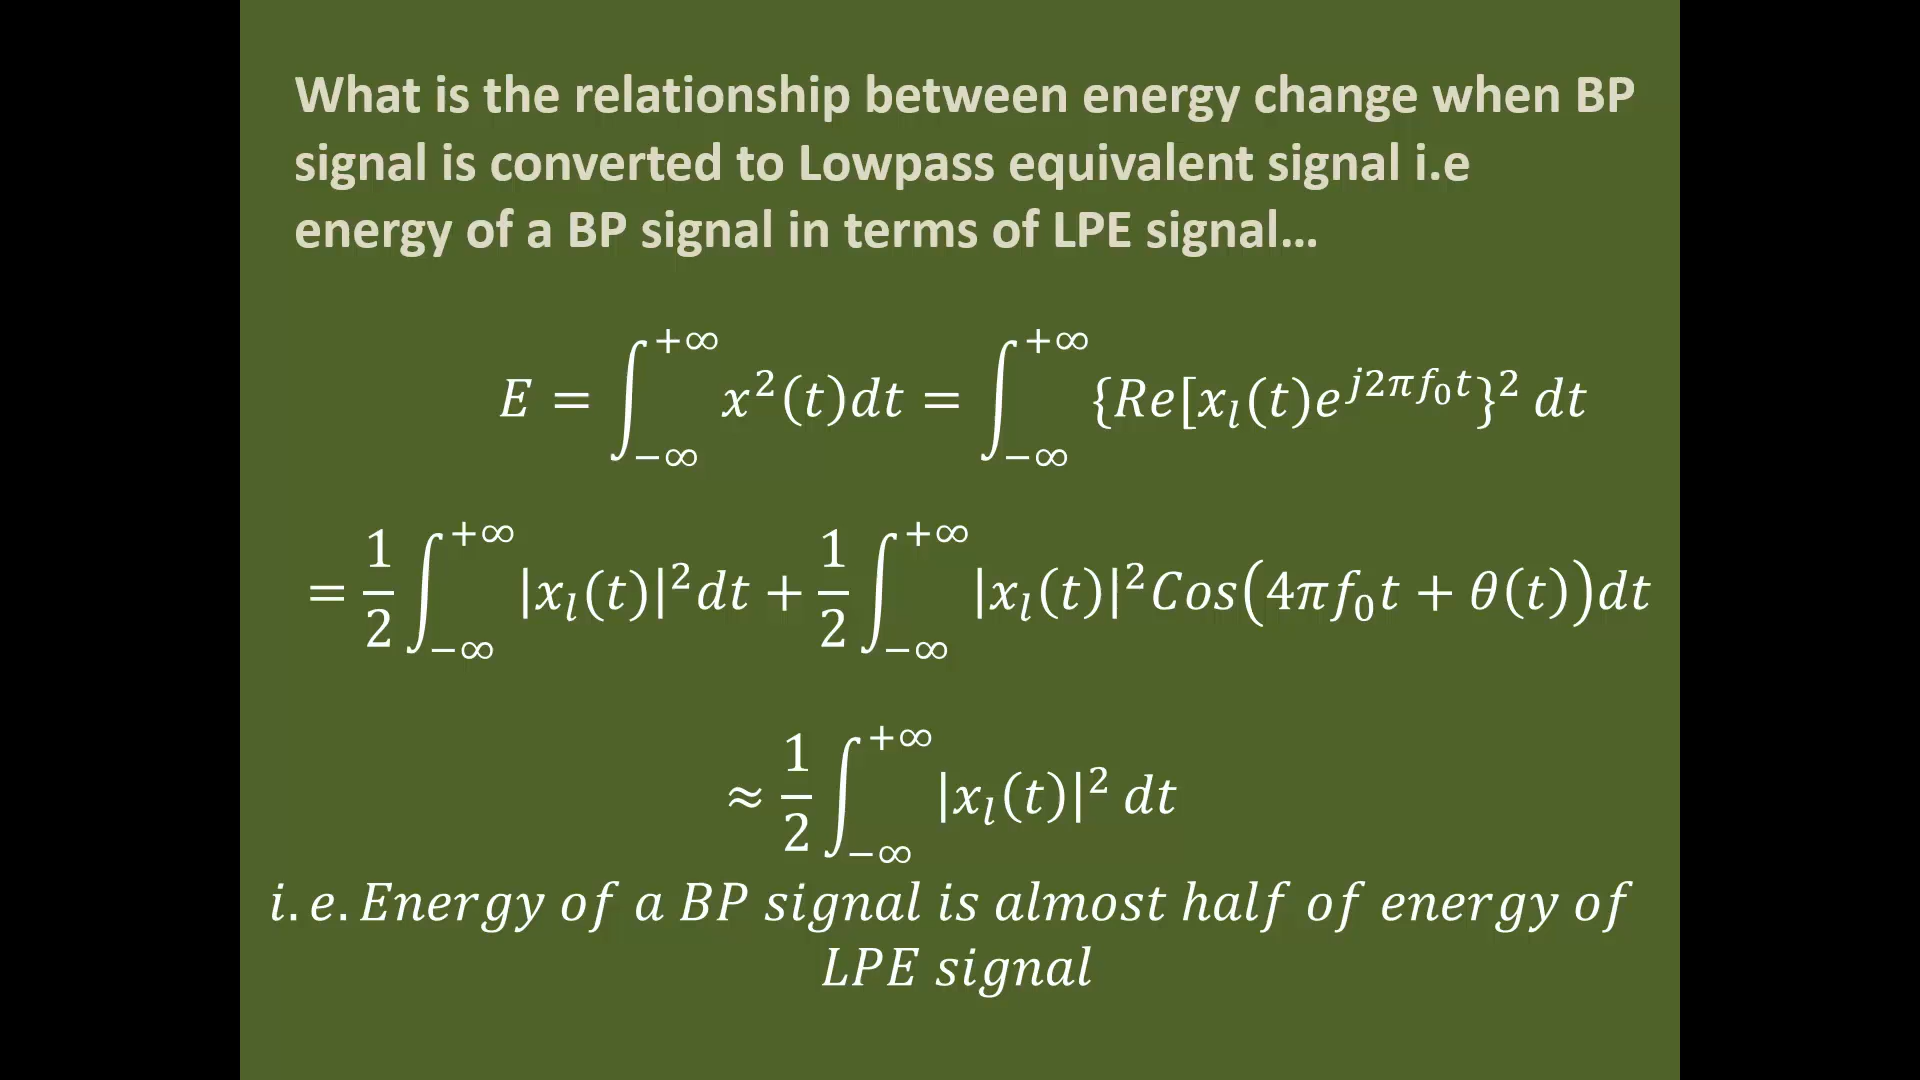 What is the relationship between energy change when BP
signal is converted to Lowpass equivalent signal i.e
energy of a BP signal in terms of LPE signal...
E = ∫_{−∞}^{+∞} x²(t)dt = ∫_{−∞}^{+∞} {Re[x_l(t)e^{j2πf₀t}}² dt
= 1/2 ∫_{−∞}^{+∞} |x_l(t)|²dt + 1/2 ∫_{−∞}^{+∞} |x_l(t)|²Cos(4πf₀t + θ(t))dt
≈ 1/2 ∫_{−∞}^{+∞} |x_l(t)|² dt
i.e. Energy of a BP signal is almost half of energy of
LPE signal